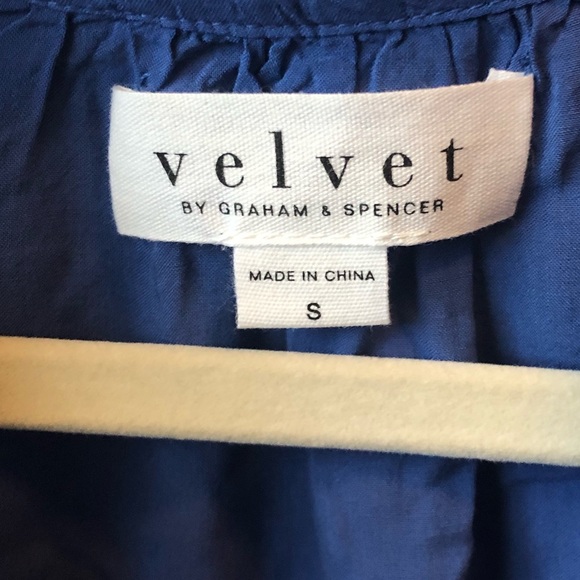 velvet
BY GRAHAM & SPENCER
MADE IN CHINA
S